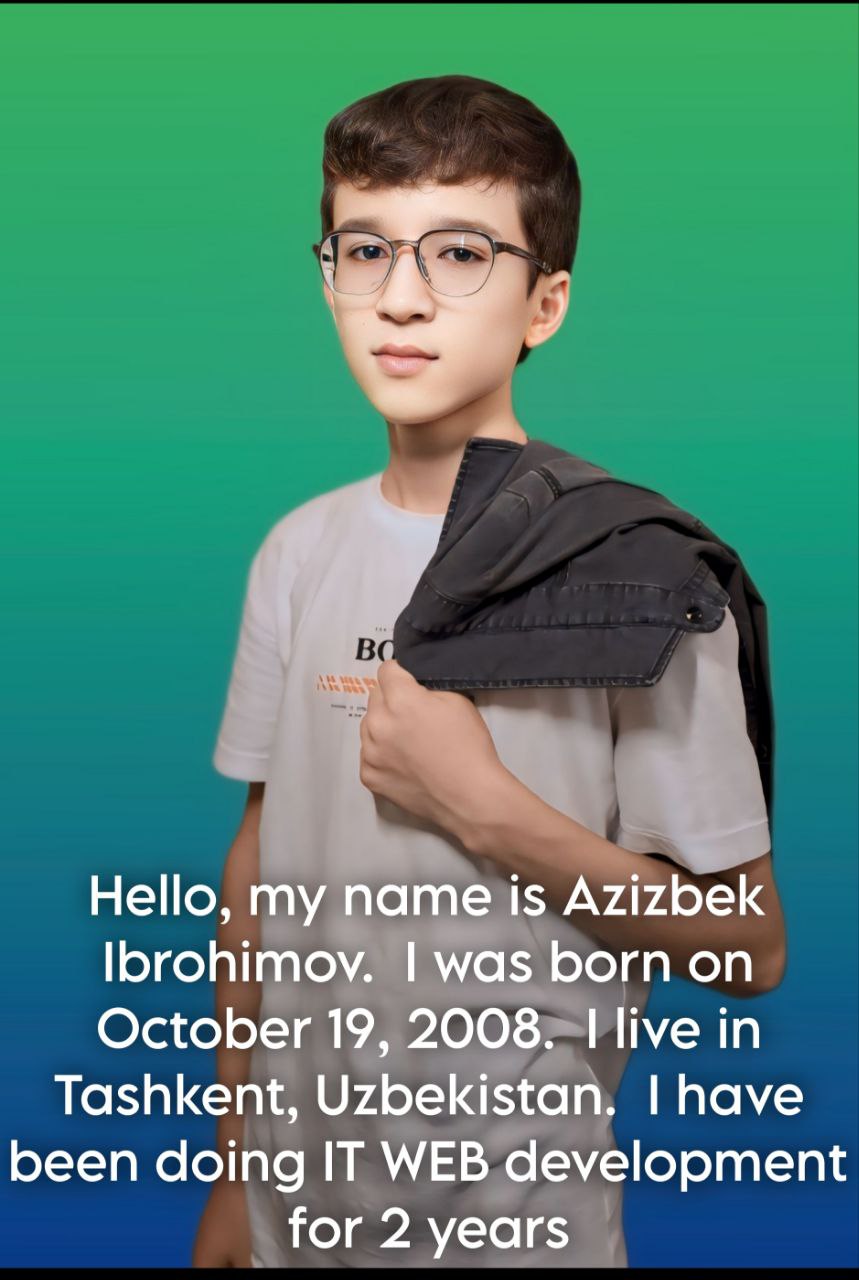 BO
Hello, my name is Azizbek
Ibrohimov. I was born on
October 19, 2008. I live in
Tashkent, Uzbekistan. I have
been doing IT WEB development
for 2 years